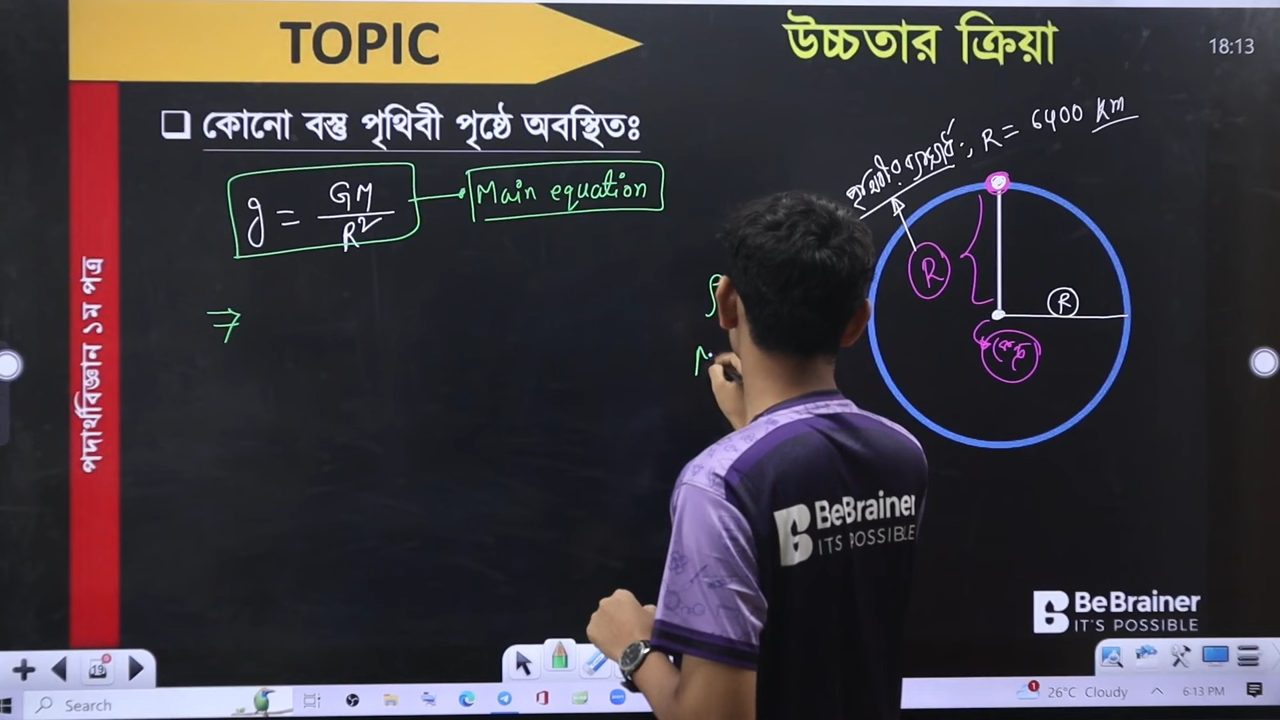 TOPIC
উচ্চতার ক্রিয়া
18:13
কোনো বস্তু পৃথিবী পৃষ্ঠে অবস্থিতঃ
g = GM / R²
Main equation
পৃথিবীর ব্যাসার্ধ, R = 6400 km
R
R
কেন্দ্র
পদার্থবিজ্ঞান ১ম পত্র
BeBrainer
ITS POSSIBLE
BeBrainer
IT'S POSSIBLE
19
Search
26°C Cloudy
6:13 PM